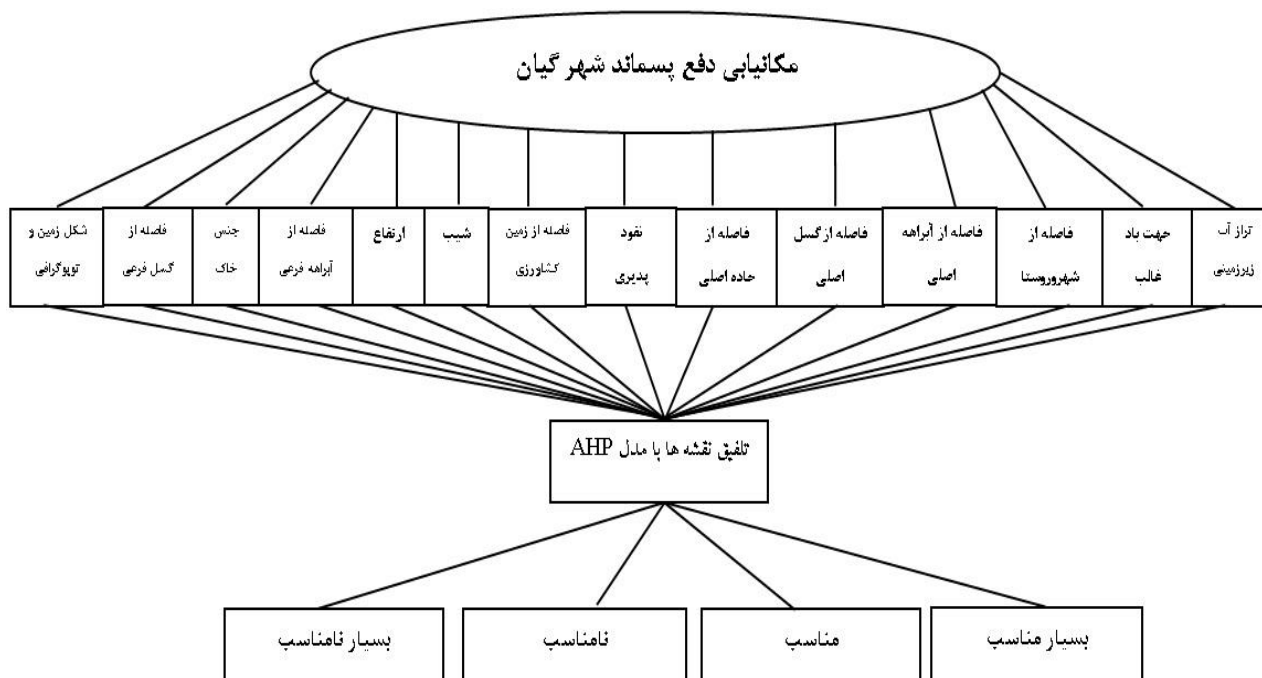 مکانیابی دفع پسماند شهر گیان
تراز آب
زیرزمینی
جهت باد
غالب
فاصله از
شهروروستا
فاصله از آبراهه
اصلی
فاصله از گسل
اصلی
فاصله از
جاده اصلی
نفوذ
پذیری
فاصله از زمین
کشاورزی
شیب
ارتفاع
فاصله از
آبراهه فرعی
جنس
خاک
فاصله از
گسل فرعی
شکل زمین و
توپوگرافی
تلفیق نقشه ها با مدل AHP
بسیار مناسب
مناسب
نامناسب
بسیار نامناسب